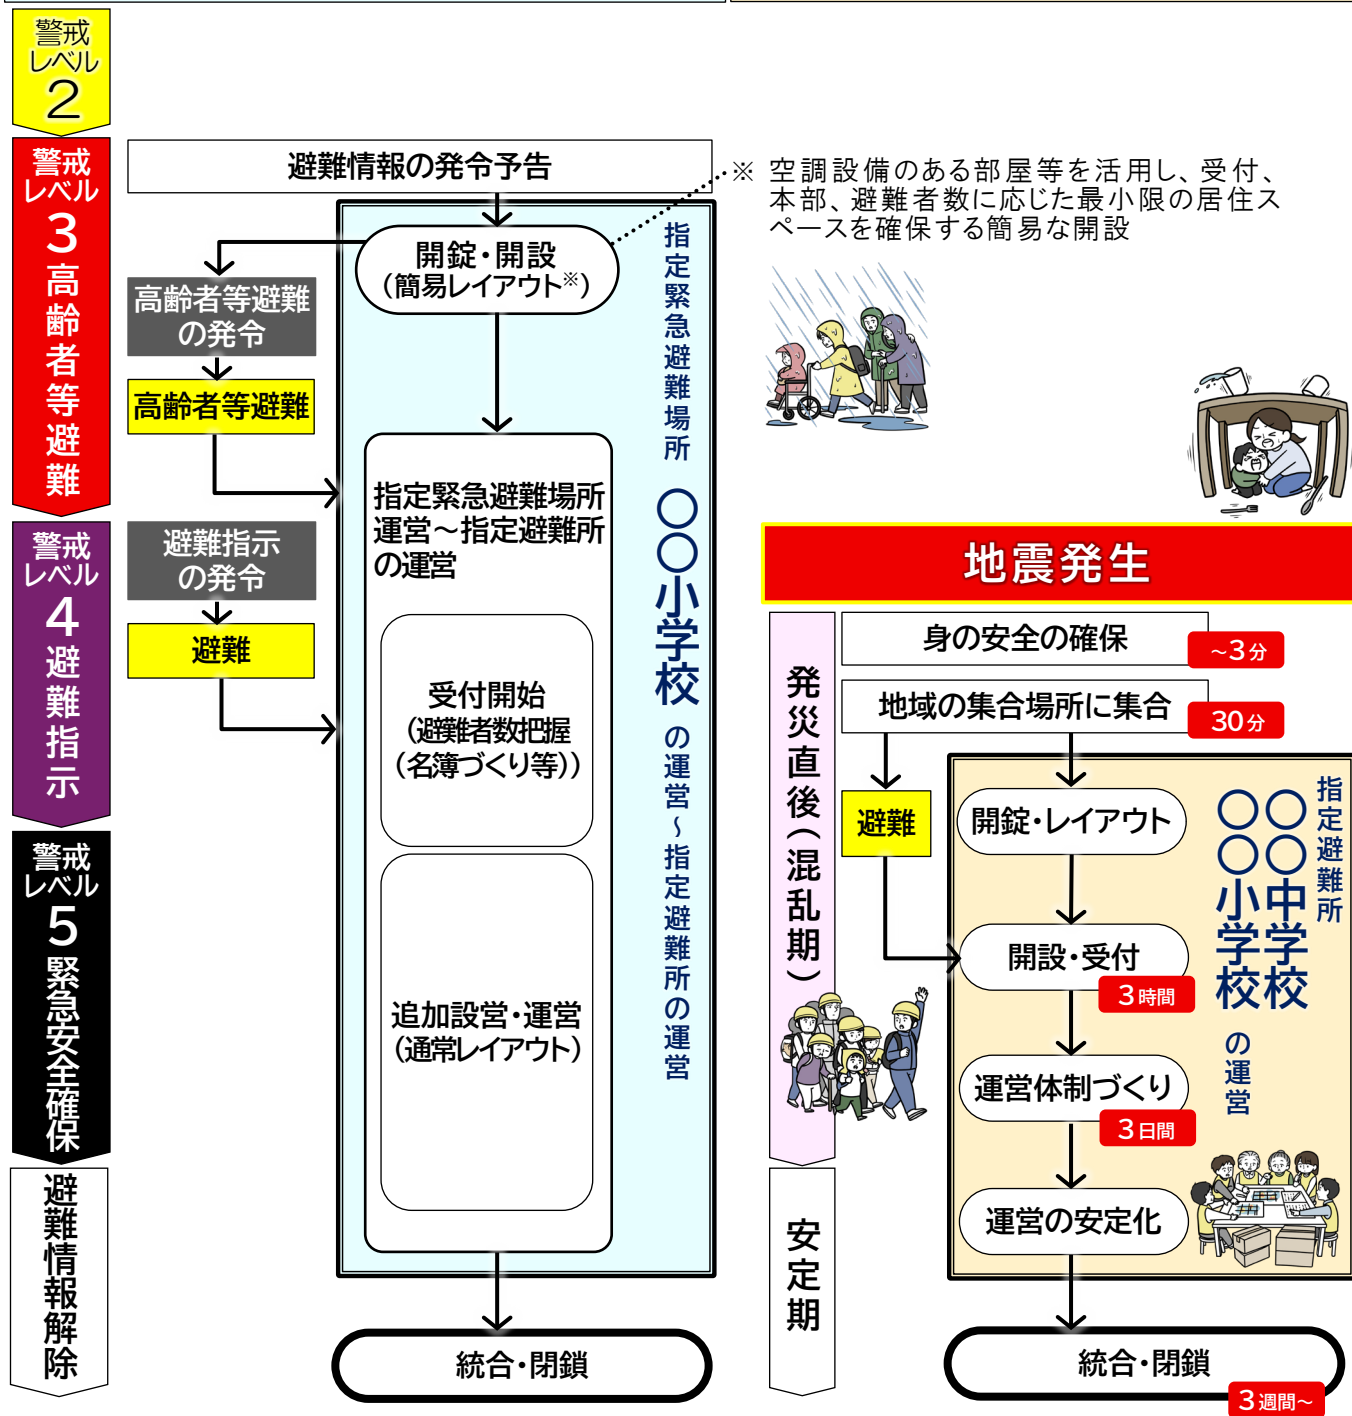 警戒
レベル
2
警戒
レベル
3
高齢者等避難
警戒
レベル
4
避難指示
警戒
レベル
5
緊急安全確保
避難情報解除
避難情報の発令予告
開錠・開設
(簡易レイアウト※)
※ 空調設備のある部屋等を活用し、受付、
本部、避難者数に応じた最小限の居住ス
ペースを確保する簡易な開設
高齢者等避難
の発令
高齢者等避難
避難指示
の発令
避難
指定緊急避難場所
運営～指定避難所
の運営
受付開始
(避難者数把握
(名簿づくり等))
追加設営・運営
(通常レイアウト)
指定緊急避難場所 〇〇小学校 の運営～指定避難所の運営
統合・閉鎖
地震発生
発災直後(混乱期)
安定期
身の安全の確保
～3分
地域の集合場所に集合
30分
避難
開錠・レイアウト
開設・受付
3時間
運営体制づくり
3日間
運営の安定化
指定避難所
〇〇中学校
〇〇小学校 の運営
統合・閉鎖
3週間～